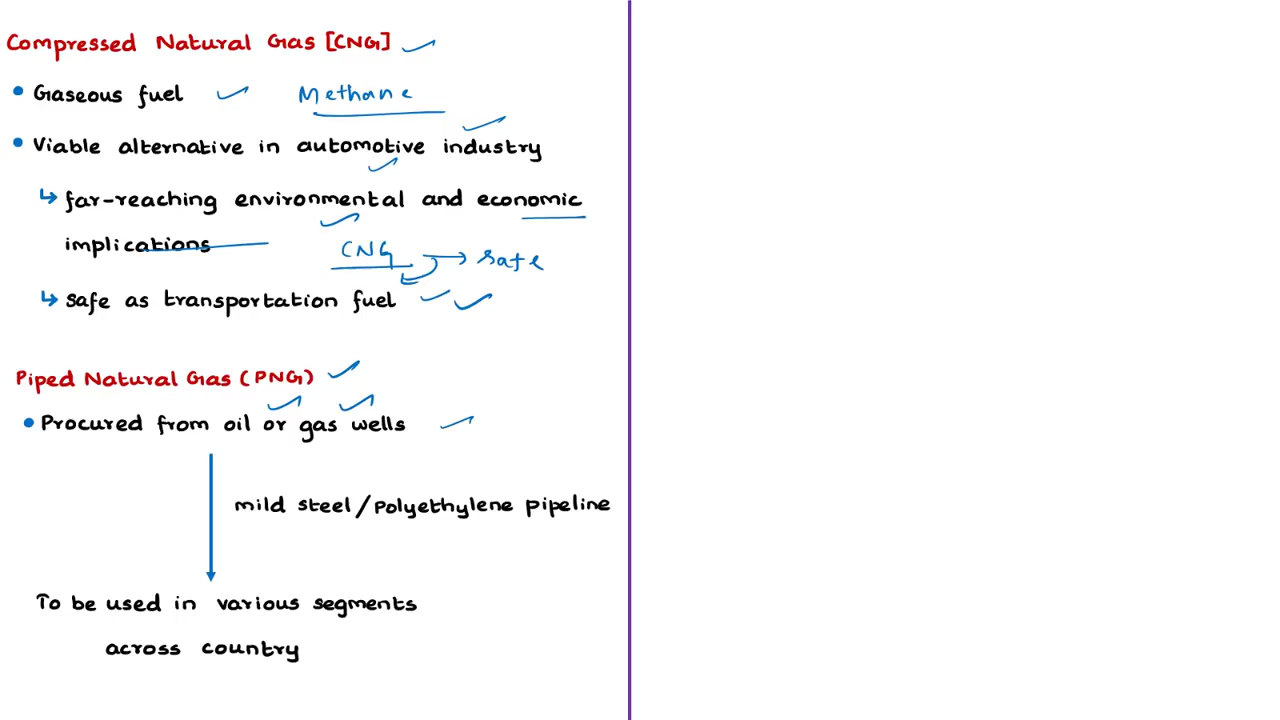 Compressed Natural Gas [CNG]
Gaseous fuel Methane
Viable alternative in automotive industry
far-reaching environmental and economic
implications
CNG → safe
safe as transportation fuel
Piped Natural Gas (PNG)
Procured from oil or gas wells
mild steel/polyethylene pipeline
To be used in various segments
across country